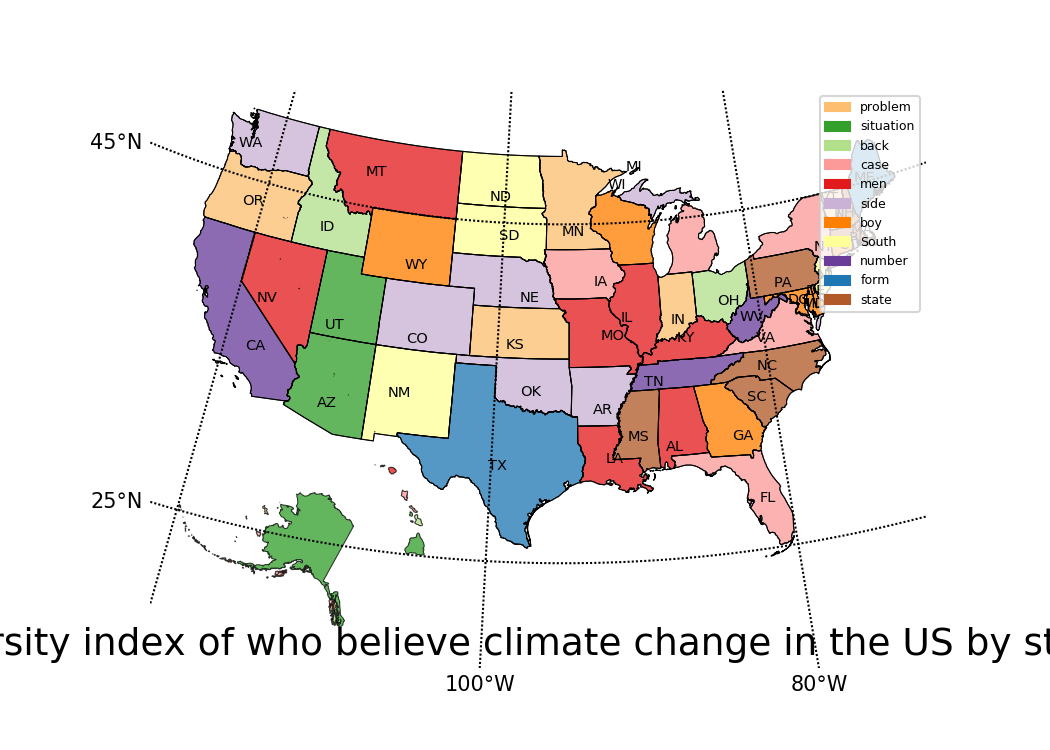 problem
situation
back
case
men
side
boy
South
number
form
state
45°N
25°N
WA
MT
ND
MN
WI
MI
OR
ID
SD
WY
IA
NE
NV
UT
CO
KS
MO
IL
IN
OH
PA
WV
VA
KY
CA
AZ
NM
OK
AR
TN
NC
SC
MS
AL
GA
LA
TX
FL
ME
rsity index of who believe climate change in the US by st
100°W
80°W